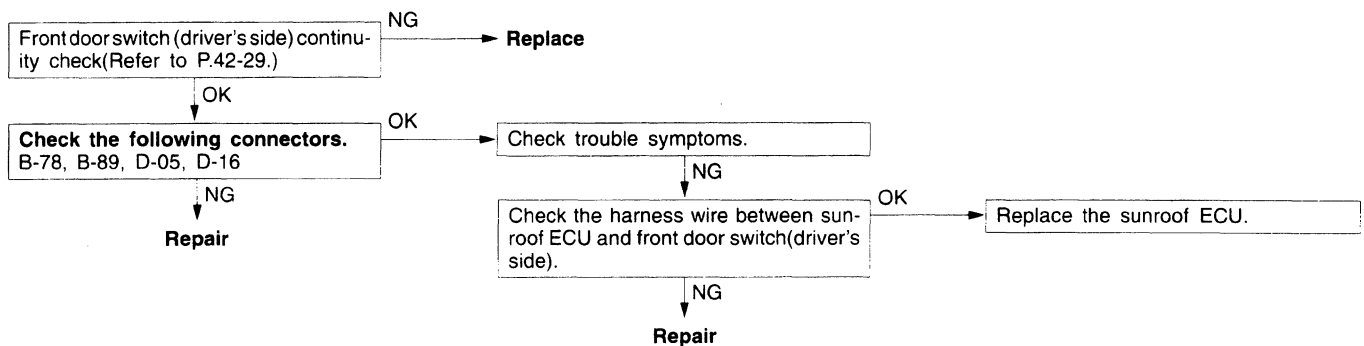 NG
Front door switch (driver's side) continu-
ity check(Refer to P.42-29.)
Replace
OK
Check the following connectors.
B-78, B-89, D-05, D-16
OK
Check trouble symptoms.
NG
Repair
NG
Check the harness wire between sun-
roof ECU and front door switch(driver's
side).
OK
Replace the sunroof ECU.
NG
Repair